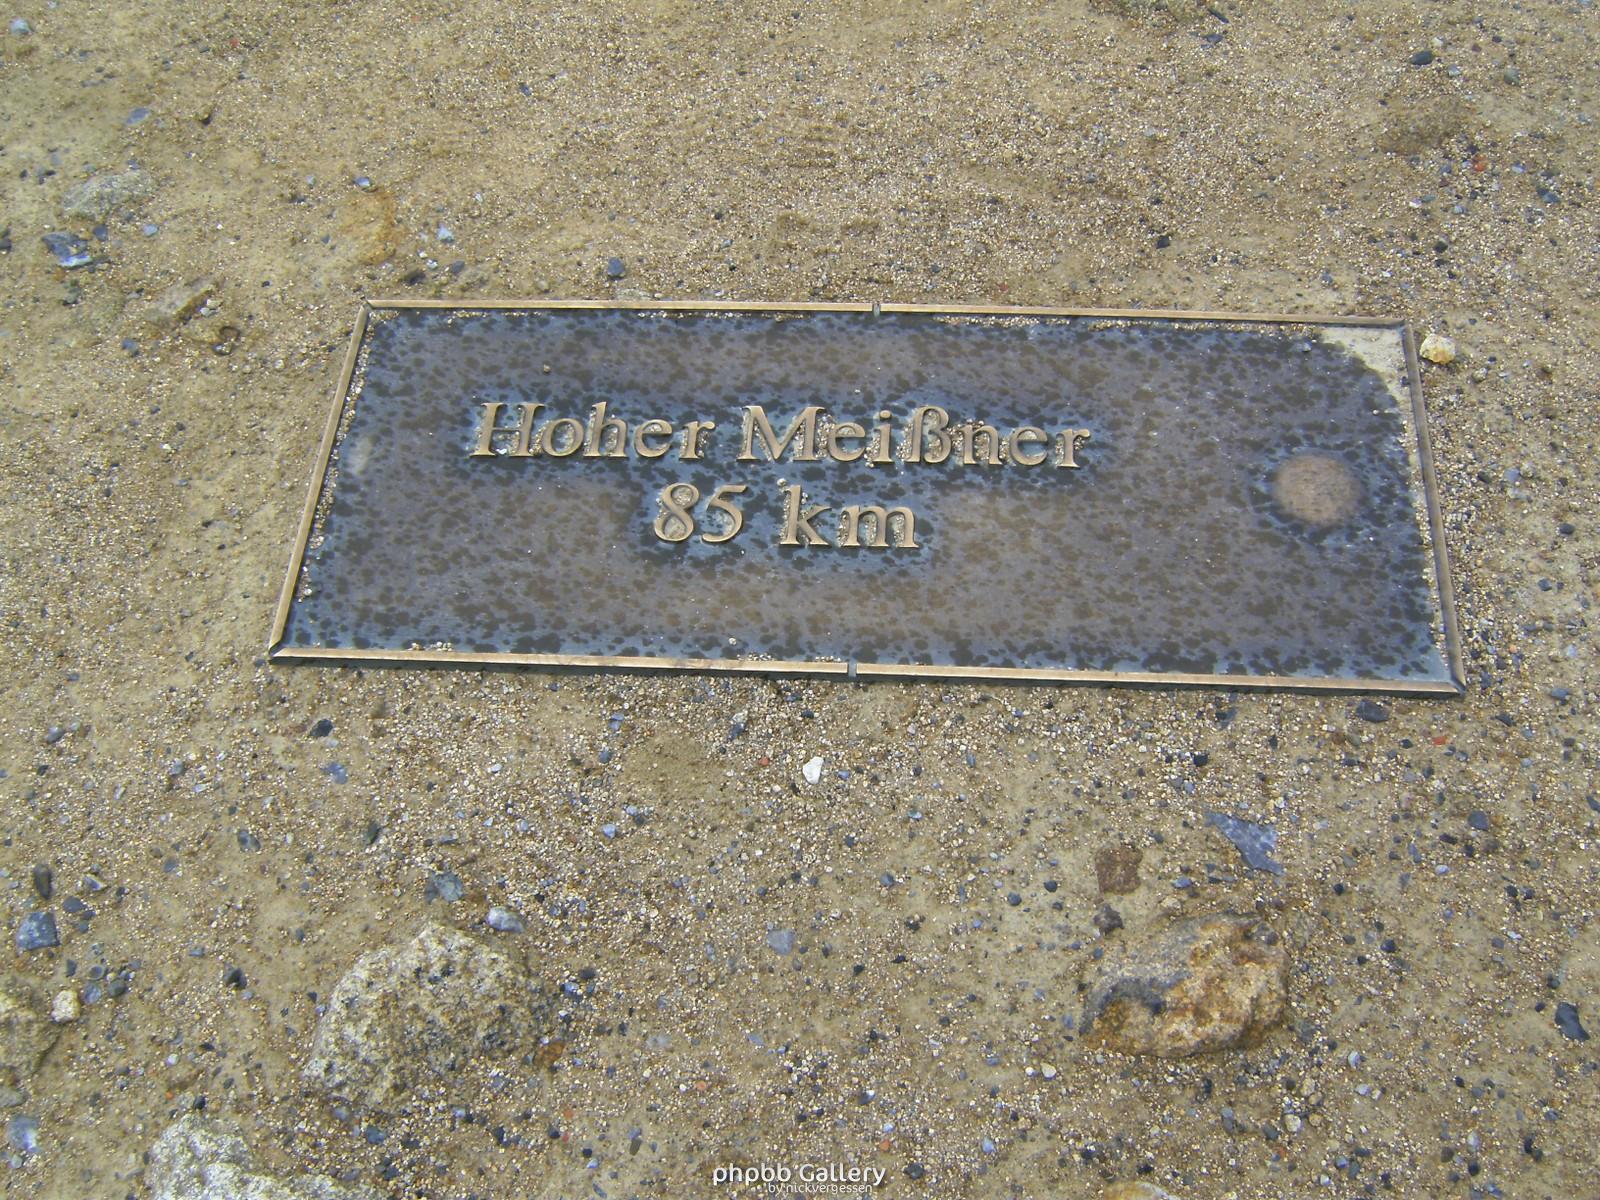 Hoher Meißner
85 km
phpbb Gallery
by nickvergessen